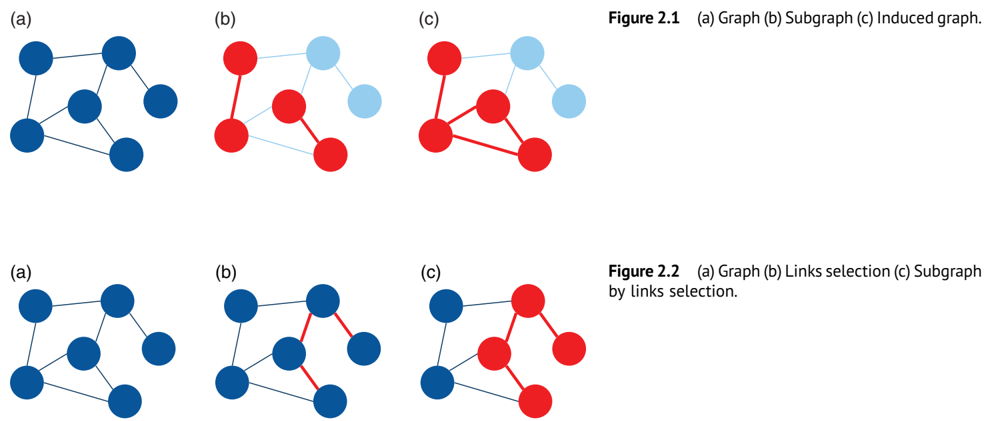 (a) (b) (c) Figure 2.1 (a) Graph (b) Subgraph (c) Induced graph.
(a) (b) (c) Figure 2.2 (a) Graph (b) Links selection (c) Subgraph
by links selection.